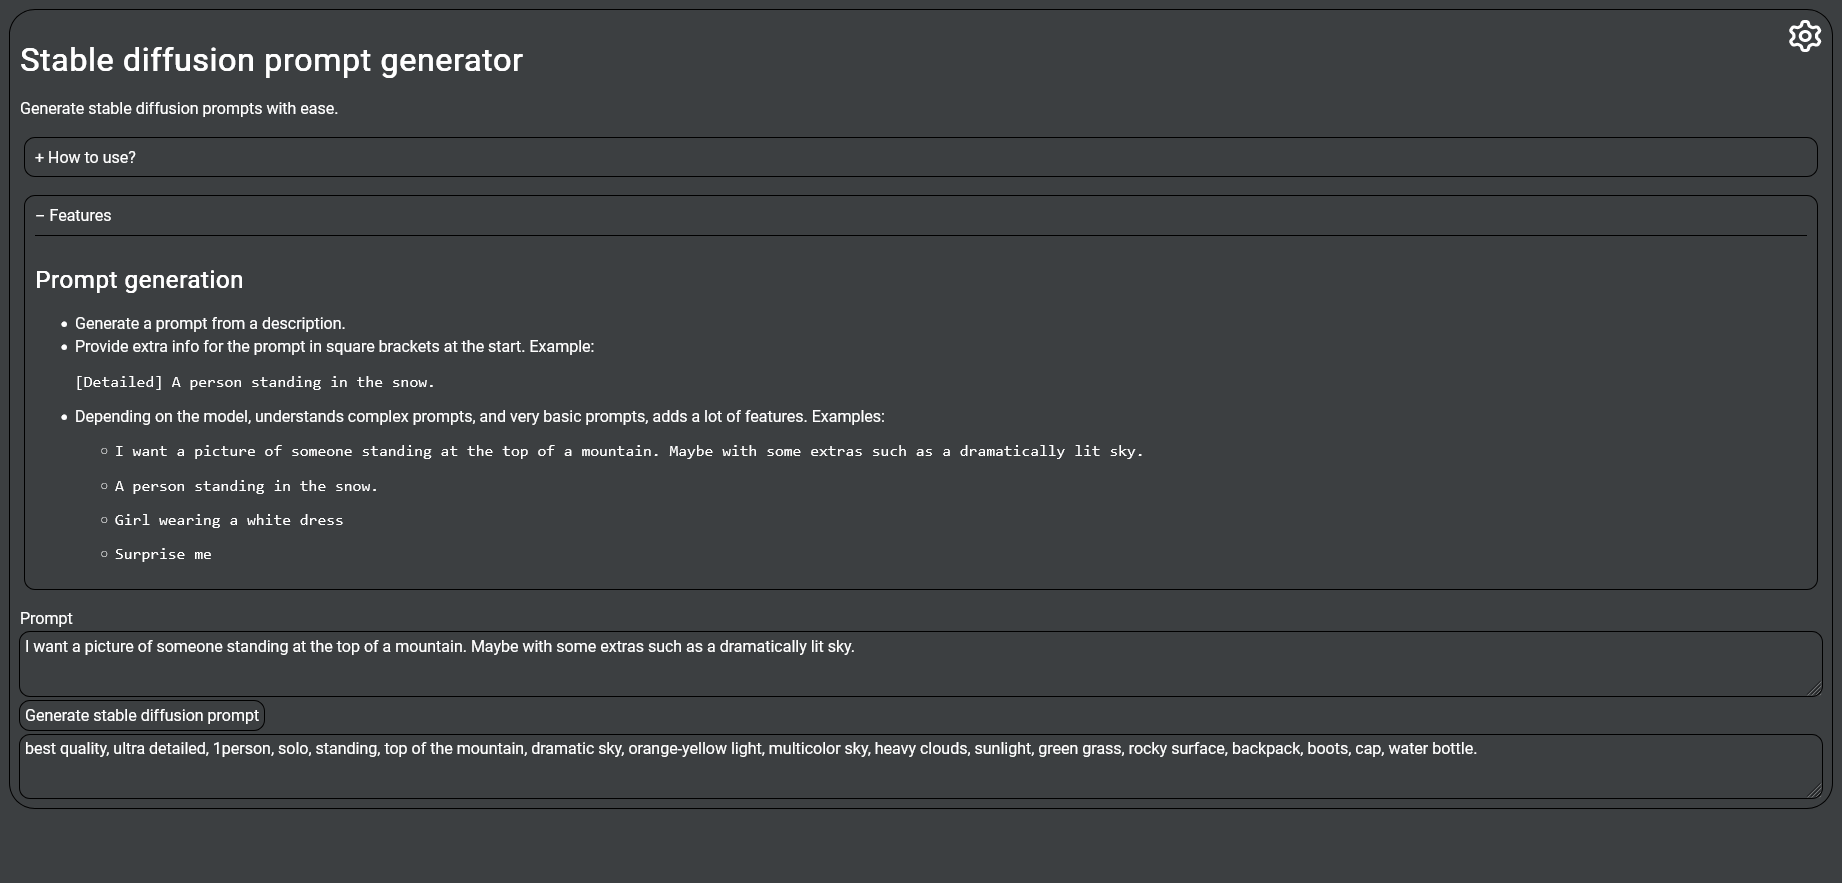 Stable diffusion prompt generator
Generate stable diffusion prompts with ease.
+ How to use?
– Features
Prompt generation
• Generate a prompt from a description.
• Provide extra info for the prompt in square brackets at the start. Example:
[Detailed] A person standing in the snow.
• Depending on the model, understands complex prompts, and very basic prompts, adds a lot of features. Examples:
○ I want a picture of someone standing at the top of a mountain. Maybe with some extras such as a dramatically lit sky.
○ A person standing in the snow.
○ Girl wearing a white dress
○ Surprise me
Prompt
I want a picture of someone standing at the top of a mountain. Maybe with some extras such as a dramatically lit sky.
Generate stable diffusion prompt
best quality, ultra detailed, 1person, solo, standing, top of the mountain, dramatic sky, orange-yellow light, multicolor sky, heavy clouds, sunlight, green grass, rocky surface, backpack, boots, cap, water bottle.